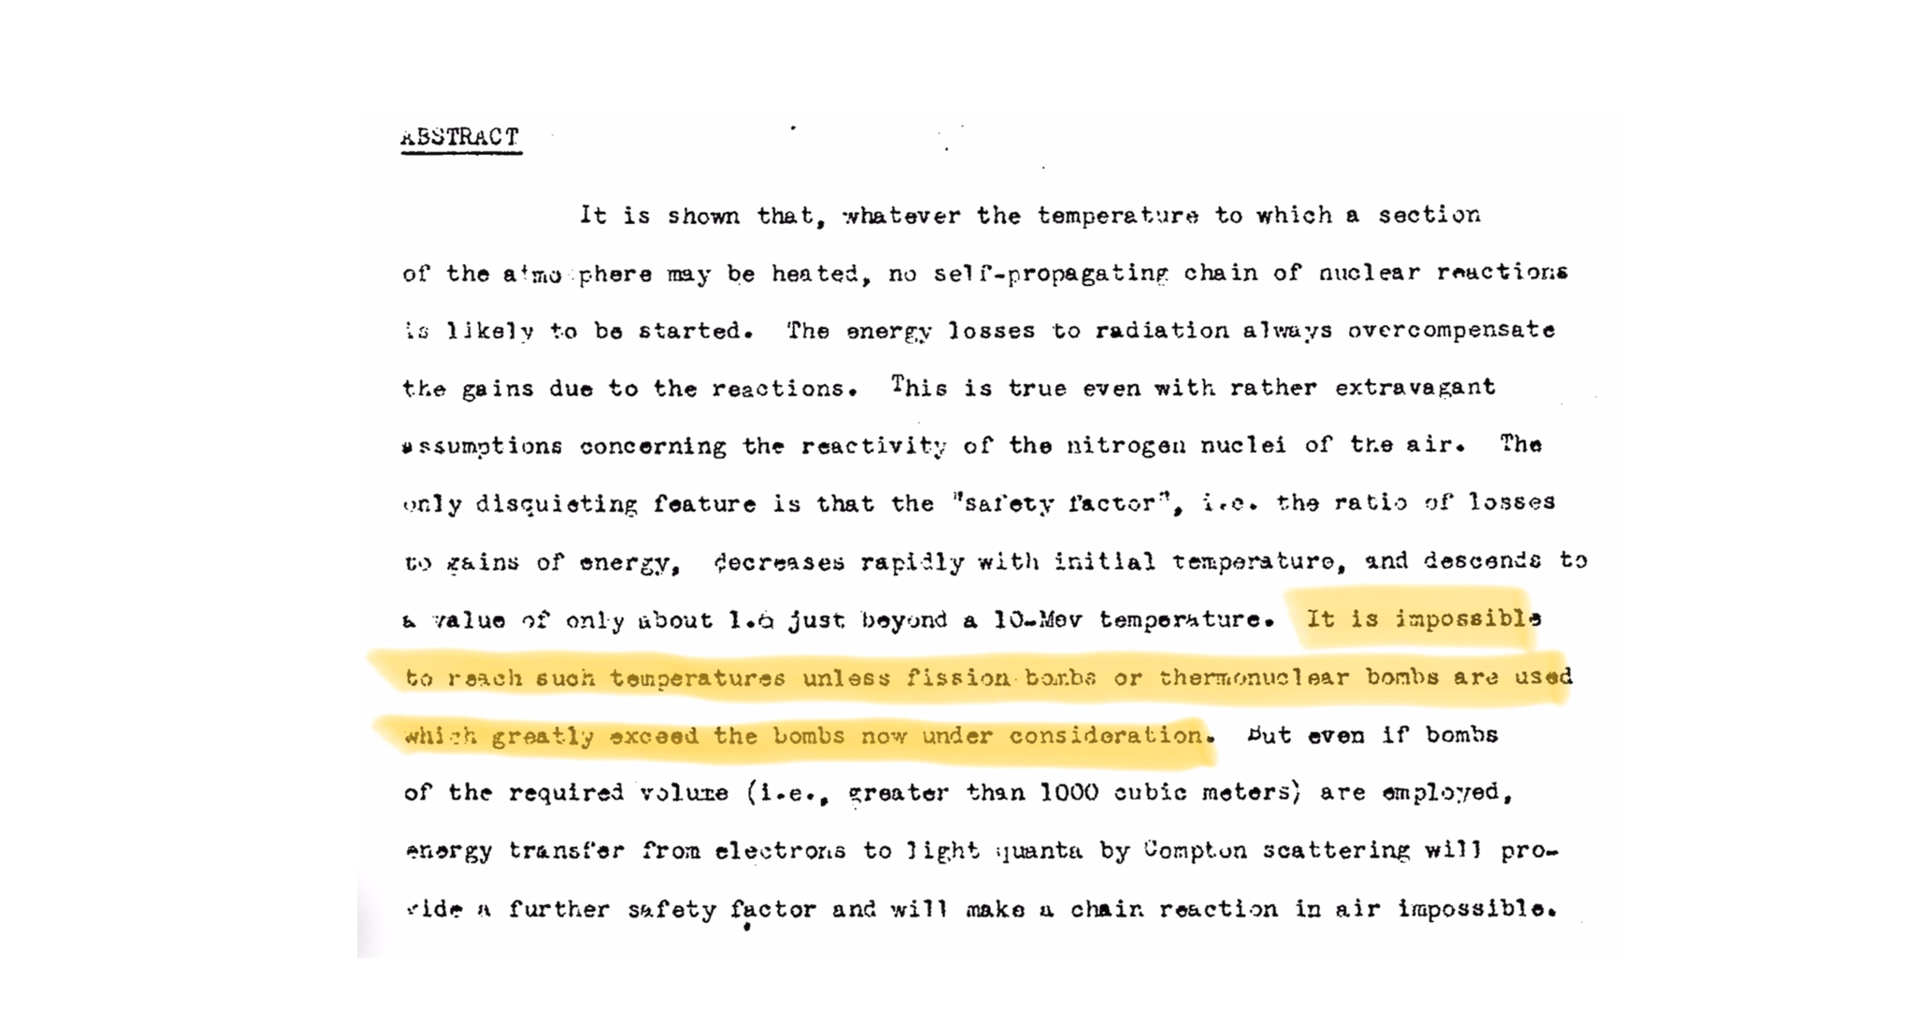 ABSTRACT
It is shown that, whatever the temperature to which a section
of the atmosphere may be heated, no self-propagating chain of nuclear reactions
is likely to be started. The energy losses to radiation always overcompensate
the gains due to the reactions. This is true even with rather extravagant
assumptions concerning the reactivity of the nitrogen nuclei of the air. The
only disquieting feature is that the "safety factor", i.e. the ratio of losses
to gains of energy, decreases rapidly with initial temperature, and descends to
a value of only about 1.6 just beyond a 10-Mev temperature. It is impossible
to reach such temperatures unless fission bombs or thermonuclear bombs are used
which greatly exceed the bombs now under consideration. But even if bombs
of the required volume (i.e., greater than 1000 cubic meters) are employed,
energy transfer from electrons to light quanta by Compton scattering will pro-
vide a further safety factor and will make a chain reaction in air impossible.